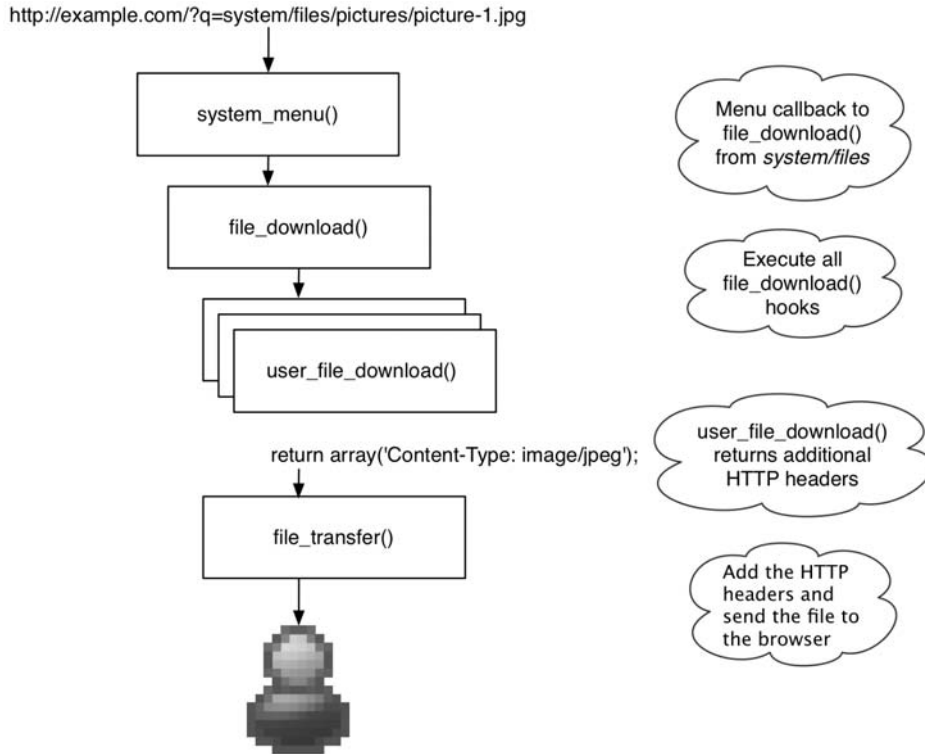 http://example.com/?q=system/files/pictures/picture-1.jpg
system_menu()
Menu callback to
file_download()
from system/files
file_download()
Execute all
file_download()
hooks
user_file_download()
user_file_download()
returns additional
HTTP headers
return array('Content-Type: image/jpeg');
file_transfer()
Add the HTTP
headers and
send the file to
the browser